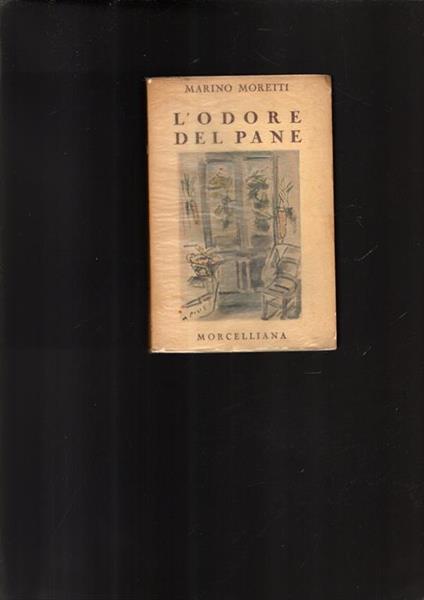 MARINO MORETTI
L'ODORE
DEL PANE
MORCELLIANA